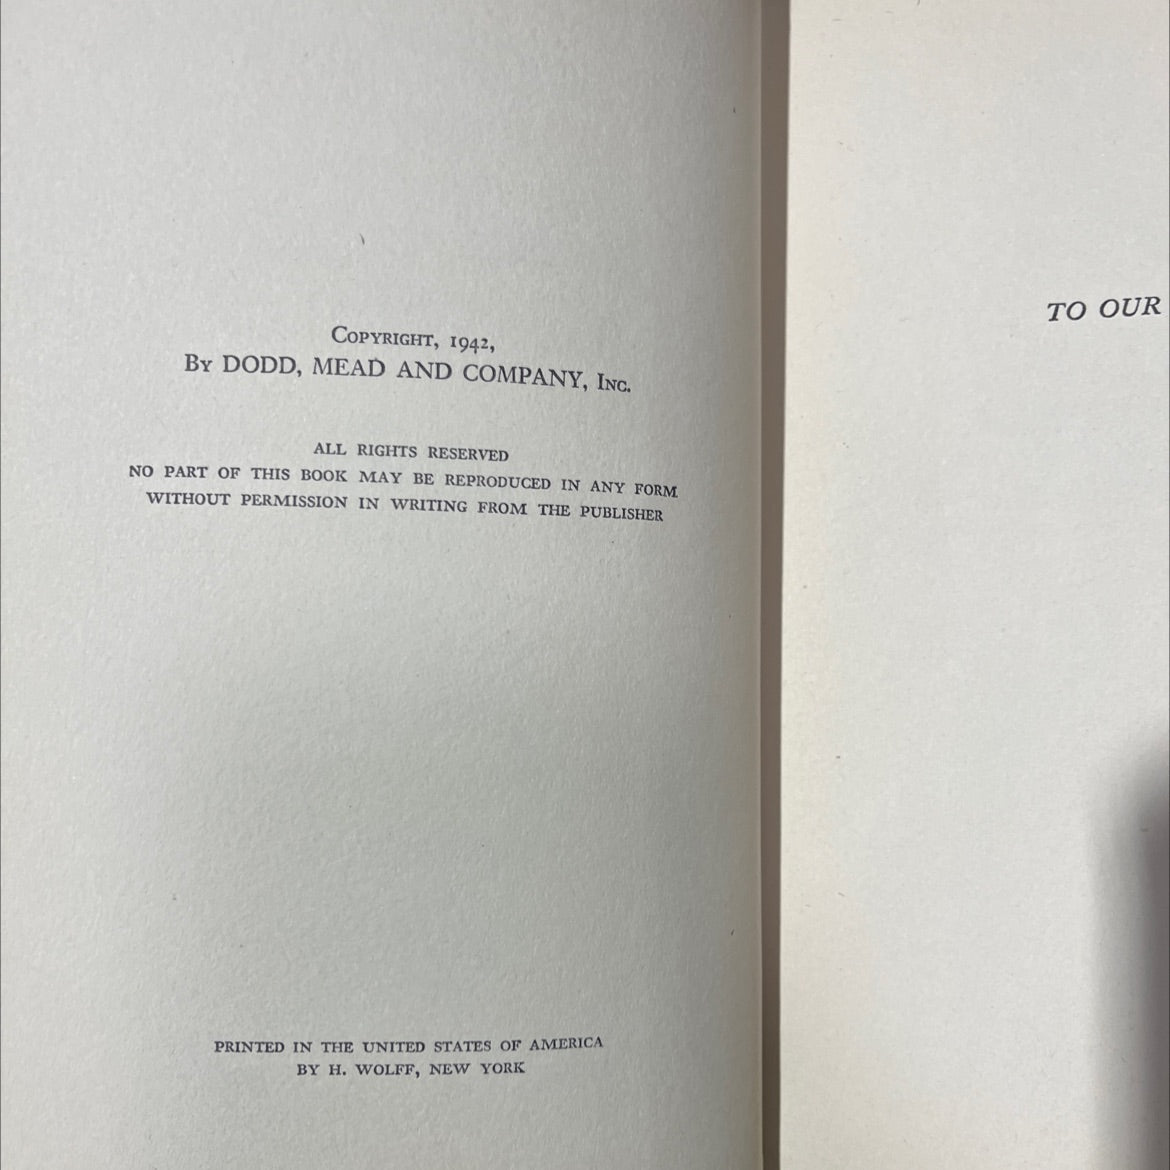 Copyright, 1942,
By DODD, MEAD AND COMPANY, Inc.
ALL RIGHTS RESERVED
NO PART OF THIS BOOK MAY BE REPRODUCED IN ANY FORM
WITHOUT PERMISSION IN WRITING FROM THE PUBLISHER
PRINTED IN THE UNITED STATES OF AMERICA
BY H. WOLFF, NEW YORK
TO OUR